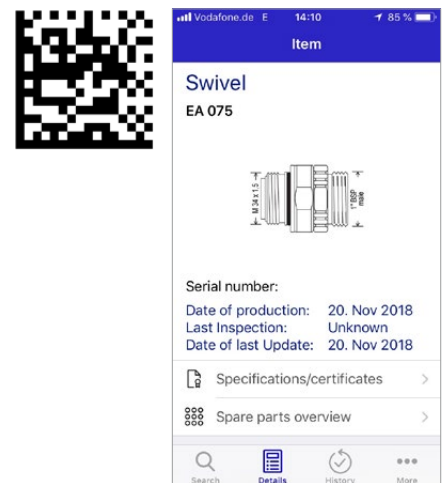 Vodafone.de E 14:10 85 %
Item
Swivel
EA 075
M 34 x 1.5
1" BSP
male
Serial number:
Date of production: 20. Nov 2018
Last Inspection: Unknown
Date of last Update: 20. Nov 2018
Specifications/certificates
Spare parts overview
Search Details History More